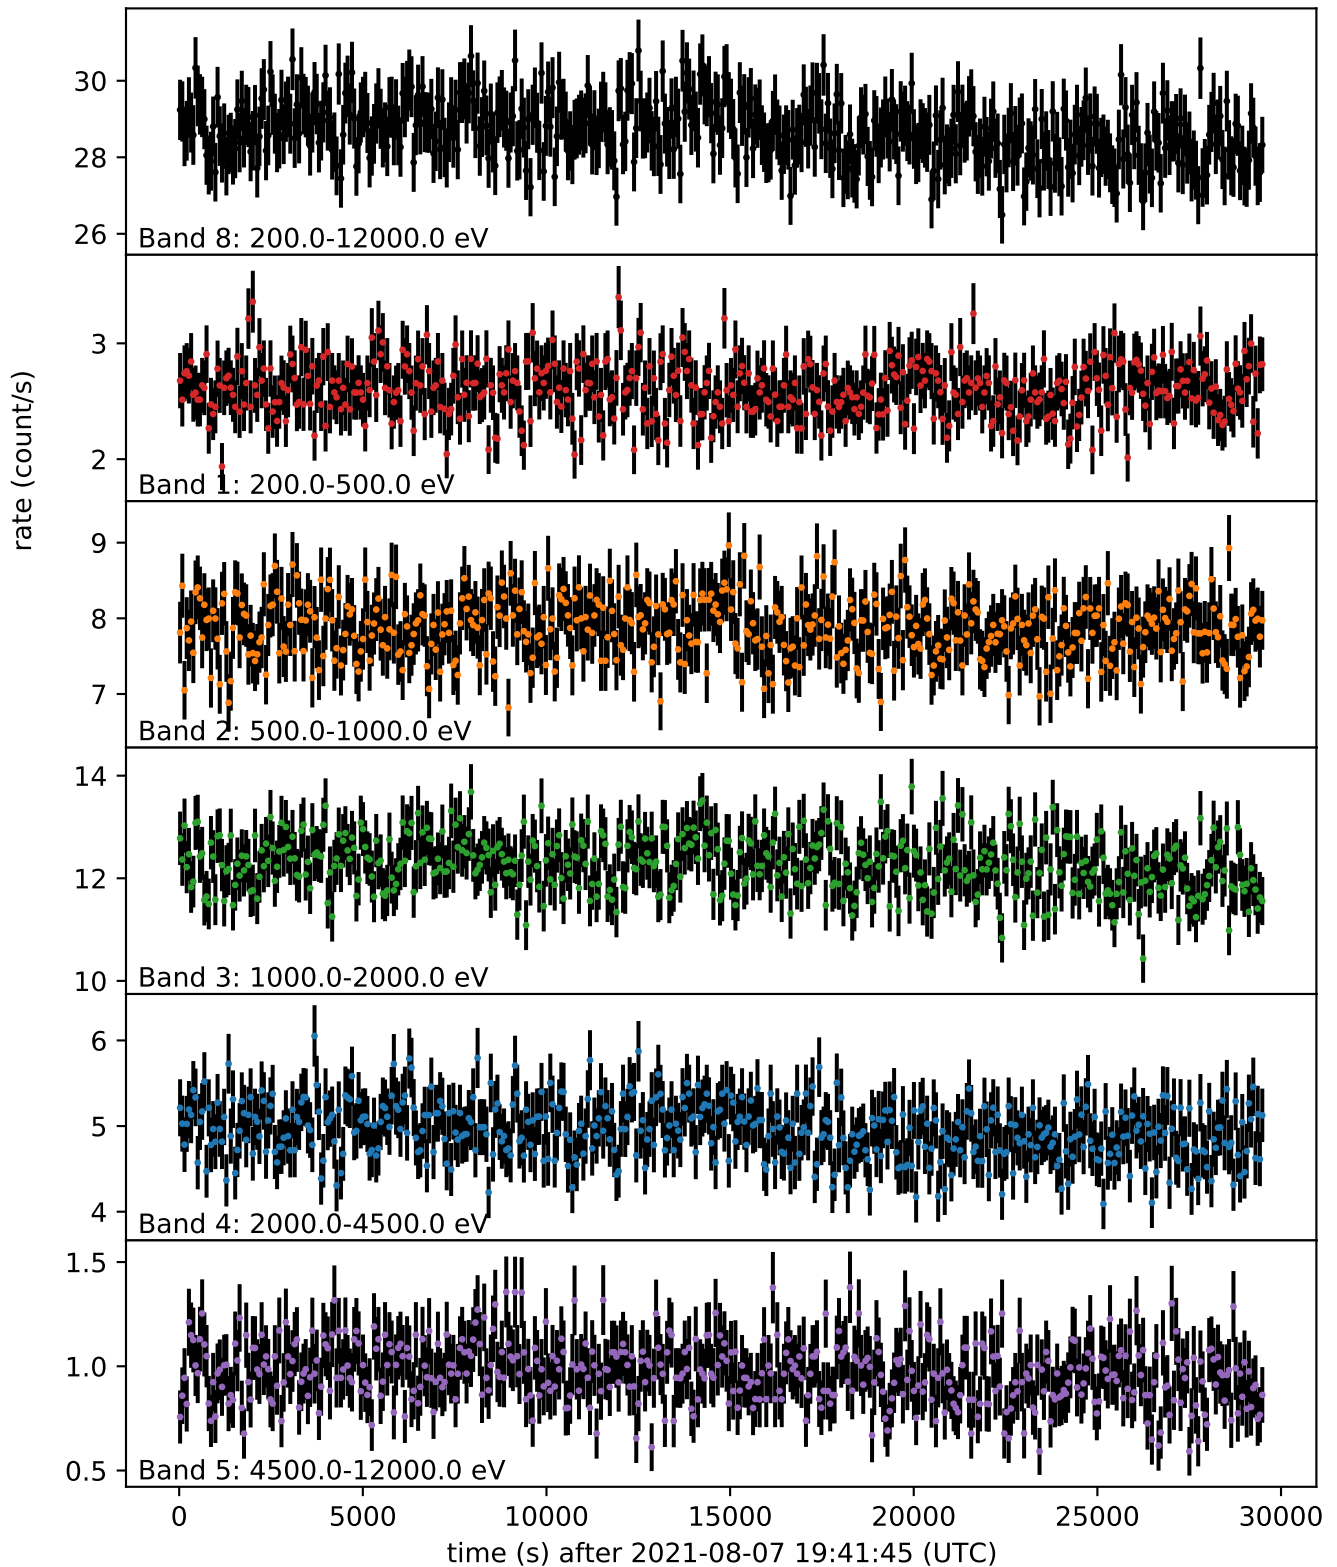 30
28
26
Band 8: 200.0-12000.0 eV
3
2
Band 1: 200.0-500.0 eV
rate (count/s)
9
8
7
Band 2: 500.0-1000.0 eV
14
12
10
Band 3: 1000.0-2000.0 eV
6
5
4
Band 4: 2000.0-4500.0 eV
1.5
1.0
0.5
Band 5: 4500.0-12000.0 eV
0 5000 10000 15000 20000 25000 30000
time (s) after 2021-08-07 19:41:45 (UTC)